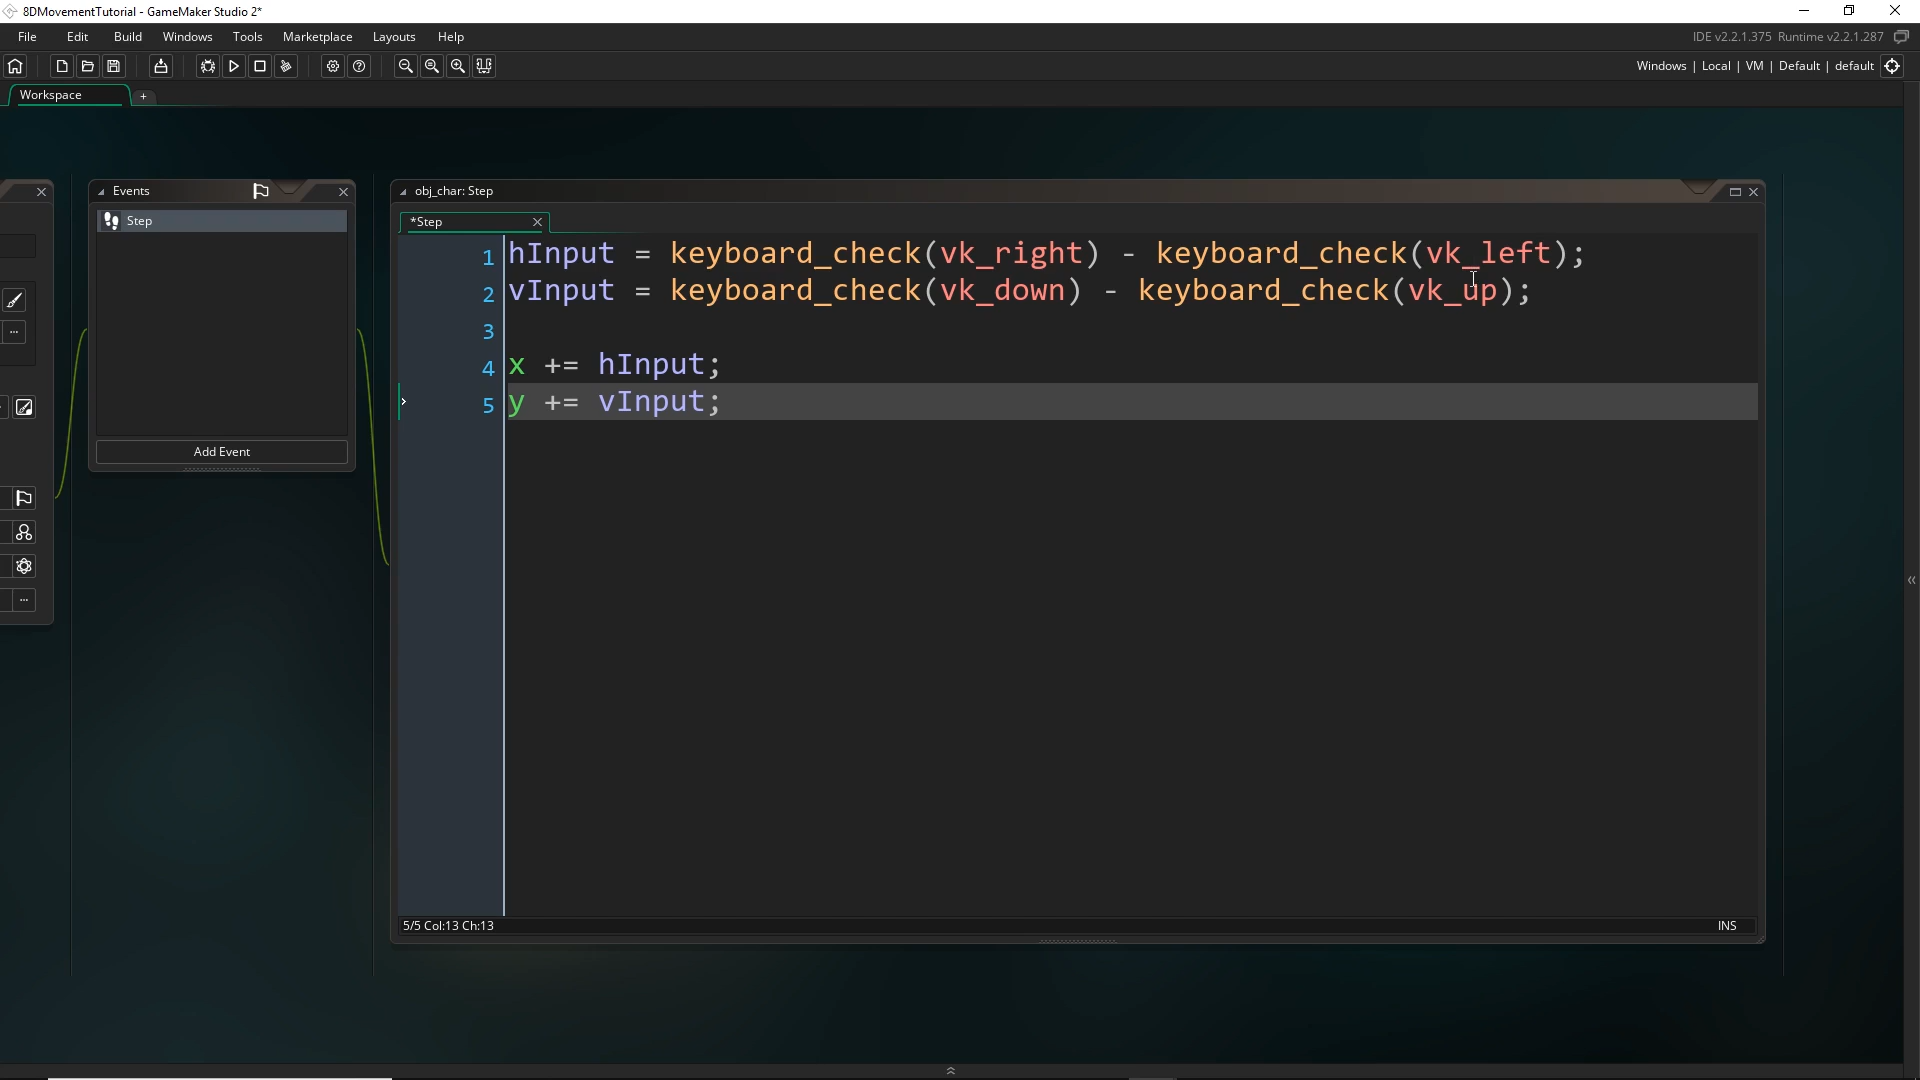 8DMovementTutorial - GameMaker Studio 2*
File Edit Build Windows Tools Marketplace Layouts Help
IDE v2.2.1.375 Runtime v2.2.1.287
Windows | Local | VM | Default | default
Workspace +
Events
Step
Add Event
obj_char: Step
*Step
1 hInput = keyboard_check(vk_right) - keyboard_check(vk_left);
2 vInput = keyboard_check(vk_down) - keyboard_check(vk_up);
3
4 x += hInput;
5 y += vInput;
5/5 Col:13 Ch:13
INS